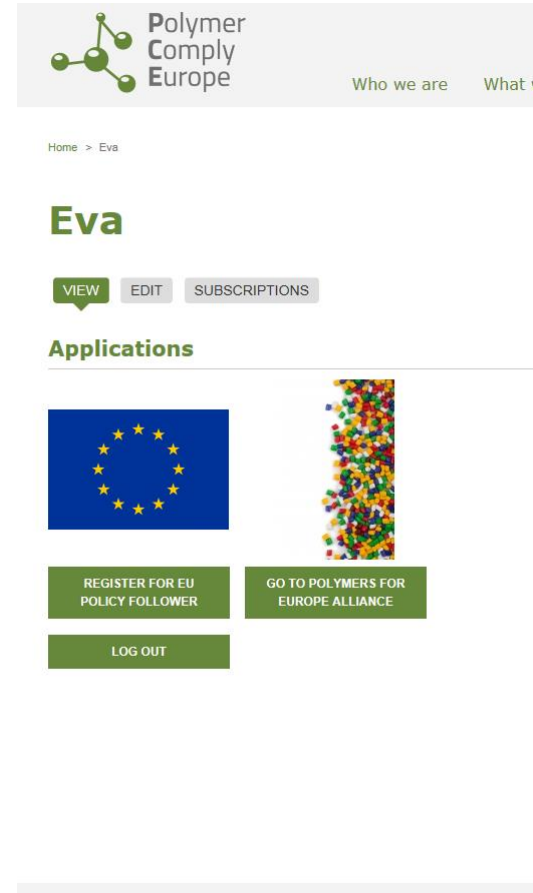 Polymer
Comply
Europe
Who we are What
Home > Eva
Eva
VIEW EDIT SUBSCRIPTIONS
Applications
REGISTER FOR EU
POLICY FOLLOWER
GO TO POLYMERS FOR
EUROPE ALLIANCE
LOG OUT